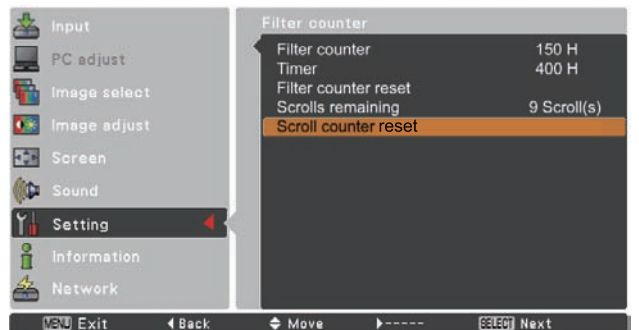 Input
PC adjust
Image select
Image adjust
Screen
Sound
Setting
Information
Network
Filter counter
Filter counter 150 H
Timer 400 H
Filter counter reset
Scrolls remaining 9 Scroll(s)
Scroll counter reset
MENU Exit Back Move ----- SELECT Next